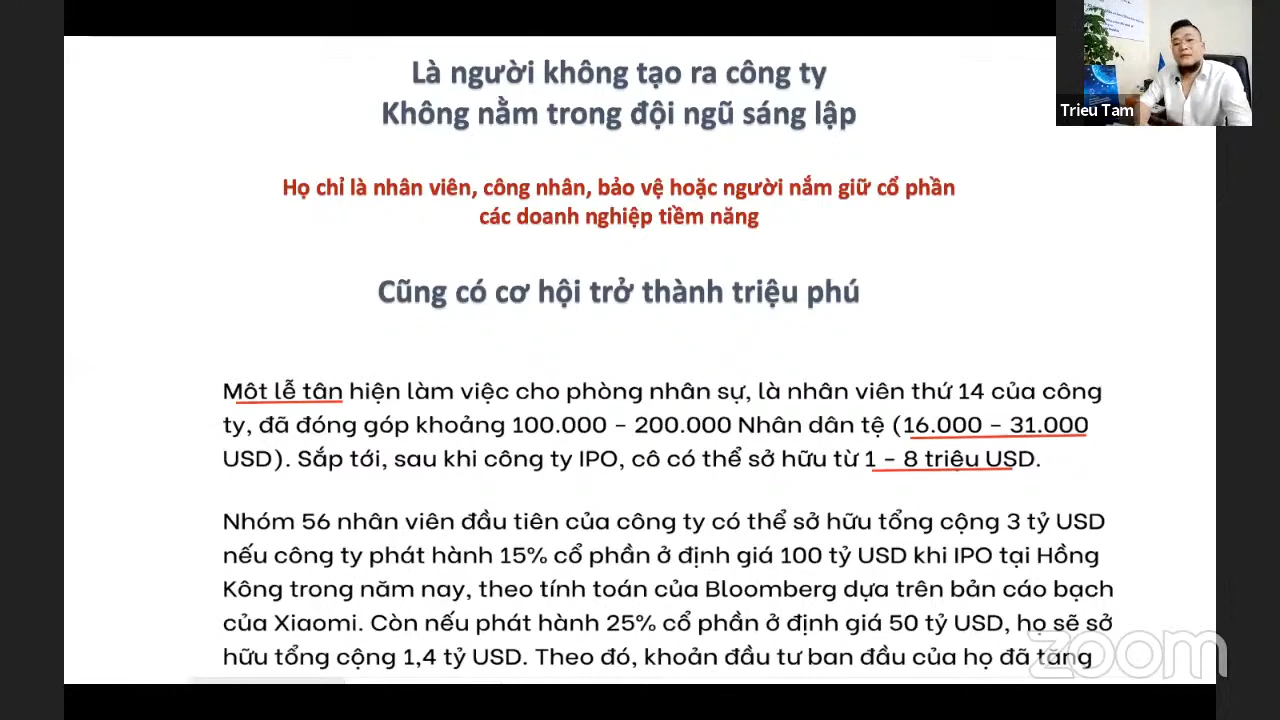 Là người không tạo ra công ty
Không nằm trong đội ngũ sáng lập
Trieu Tam
Họ chỉ là nhân viên, công nhân, bảo vệ hoặc người nắm giữ cổ phần
các doanh nghiệp tiềm năng
Cũng có cơ hội trở thành triệu phú
Một lễ tân hiện làm việc cho phòng nhân sự, là nhân viên thứ 14 của công
ty, đã đóng góp khoảng 100.000 - 200.000 Nhân dân tệ (16.000 - 31.000
USD). Sắp tới, sau khi công ty IPO, cô có thể sở hữu từ 1 - 8 triệu USD.
Nhóm 56 nhân viên đầu tiên của công ty có thể sở hữu tổng cộng 3 tỷ USD
nếu công ty phát hành 15% cổ phần ở định giá 100 tỷ USD khi IPO tại Hồng
Kông trong năm nay, theo tính toán của Bloomberg dựa trên bản cáo bạch
của Xiaomi. Còn nếu phát hành 25% cổ phần ở định giá 50 tỷ USD, họ sẽ sở
hữu tổng cộng 1,4 tỷ USD. Theo đó, khoản đầu tư ban đầu của họ đã tăng
zoom